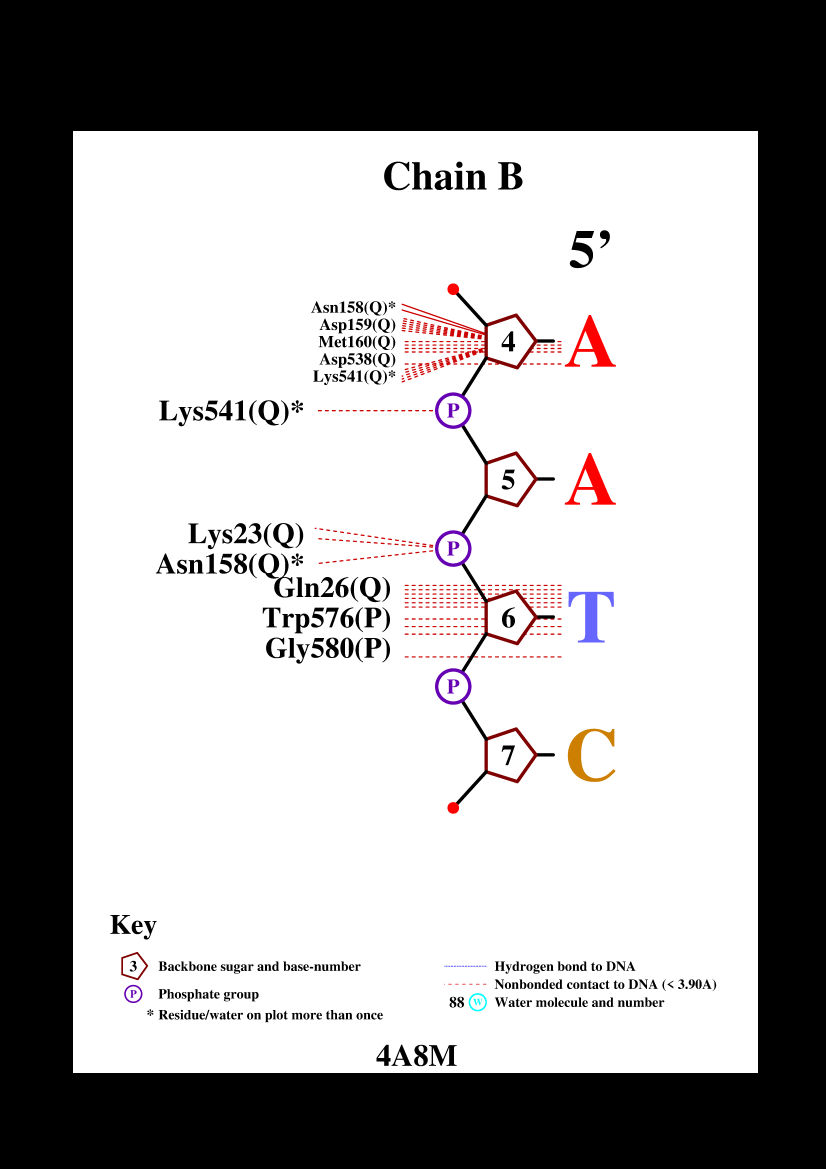 Chain B
5’
Asn158(Q)*
Asp159(Q)
Met160(Q)
Asp538(Q)
Lys541(Q)*
4
A
Lys541(Q)*
P
5
A
Lys23(Q)
P
Asn158(Q)*
Gln26(Q)
Trp576(P)
6
T
Gly580(P)
P
7
C
Key
3 Backbone sugar and base-number
P Phosphate group
* Residue/water on plot more than once
Hydrogen bond to DNA
Nonbonded contact to DNA (< 3.90A)
88 W Water molecule and number
4A8M